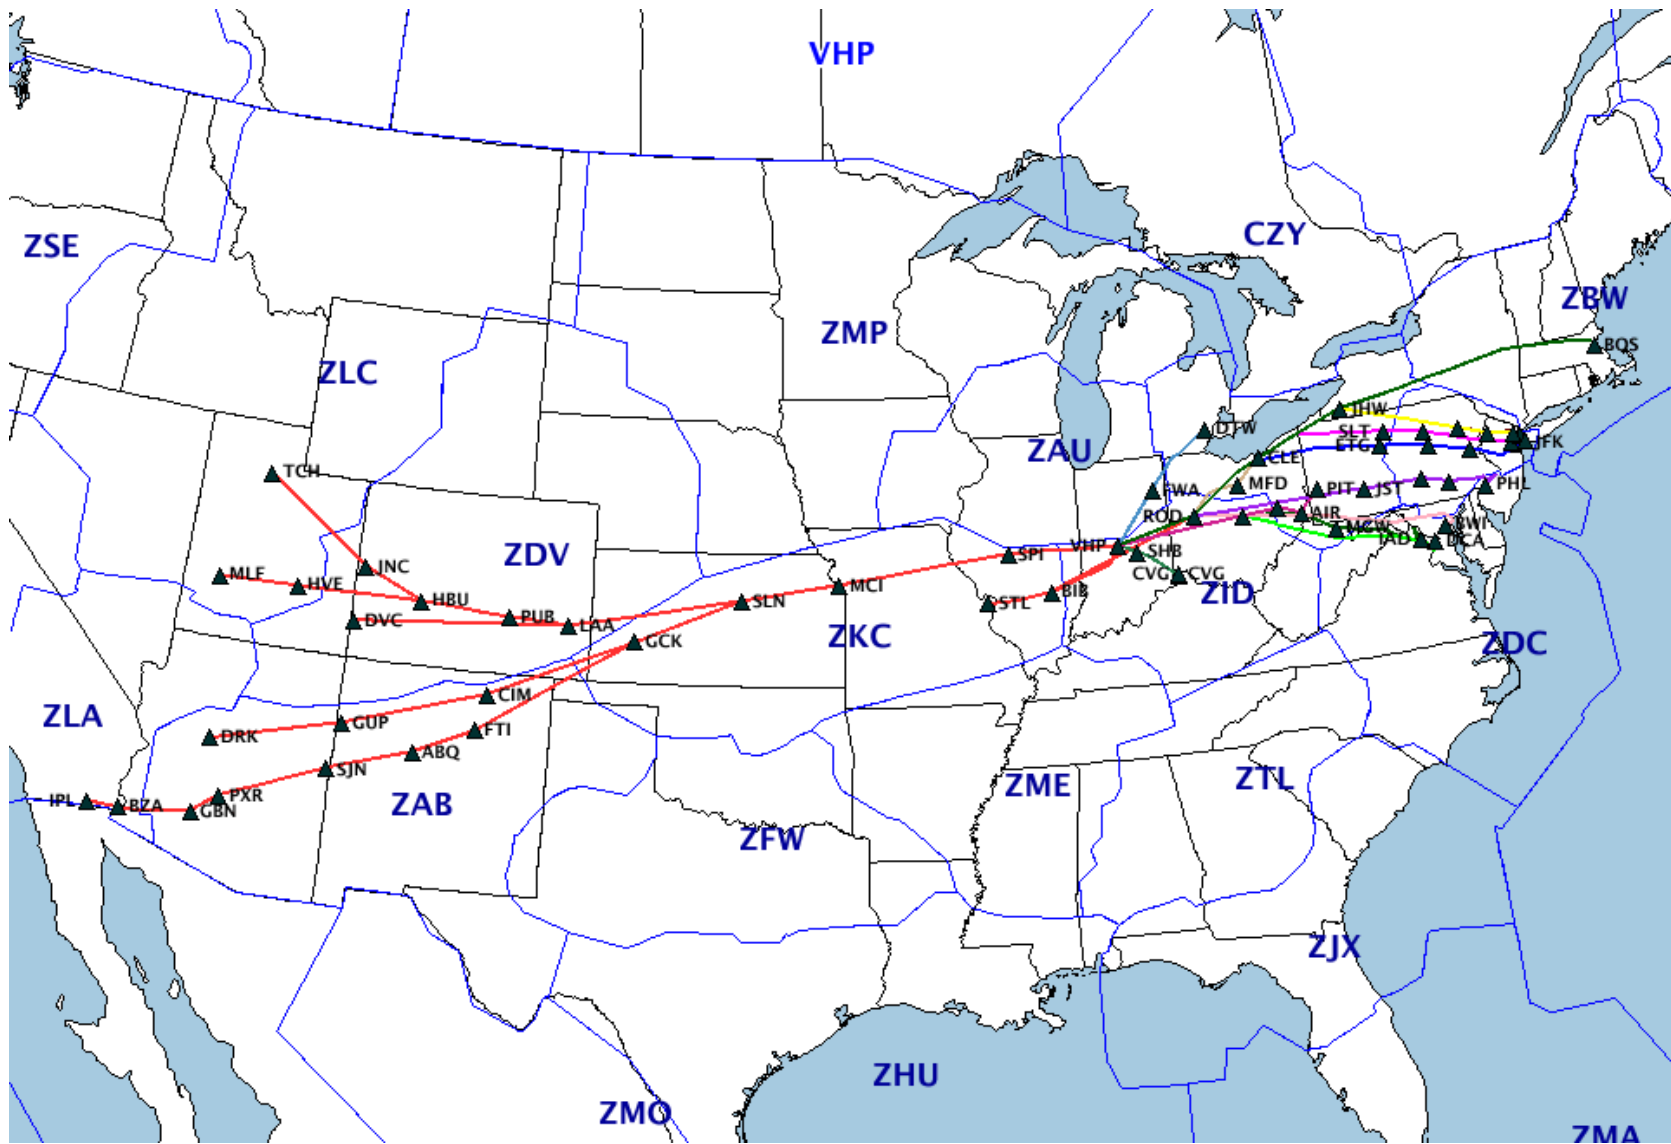 VHP
ZSE
CZY
ZBW
ZMP
ZLC
BOS
JHW
DTW
SLT
JFK
ETG
ZAU
CLE
TCH
FWA
MFD
PIT
JST
PHL
ROD
AIR
MGW
BWI
IAD
DCA
ZDV
VHP
SHB
SPI
INC
MLF
HVE
CVG
CVG
MCI
BIB
ZID
HBU
SLN
STL
DVC
PUB
LAA
ZKC
GCK
ZDC
CIM
ZLA
GUP
DRK
FTI
ABQ
SJN
ZME
ZTL
IPL
BZA
PXR
GBN
ZAB
ZFW
ZJX
ZHU
ZMO
ZMA